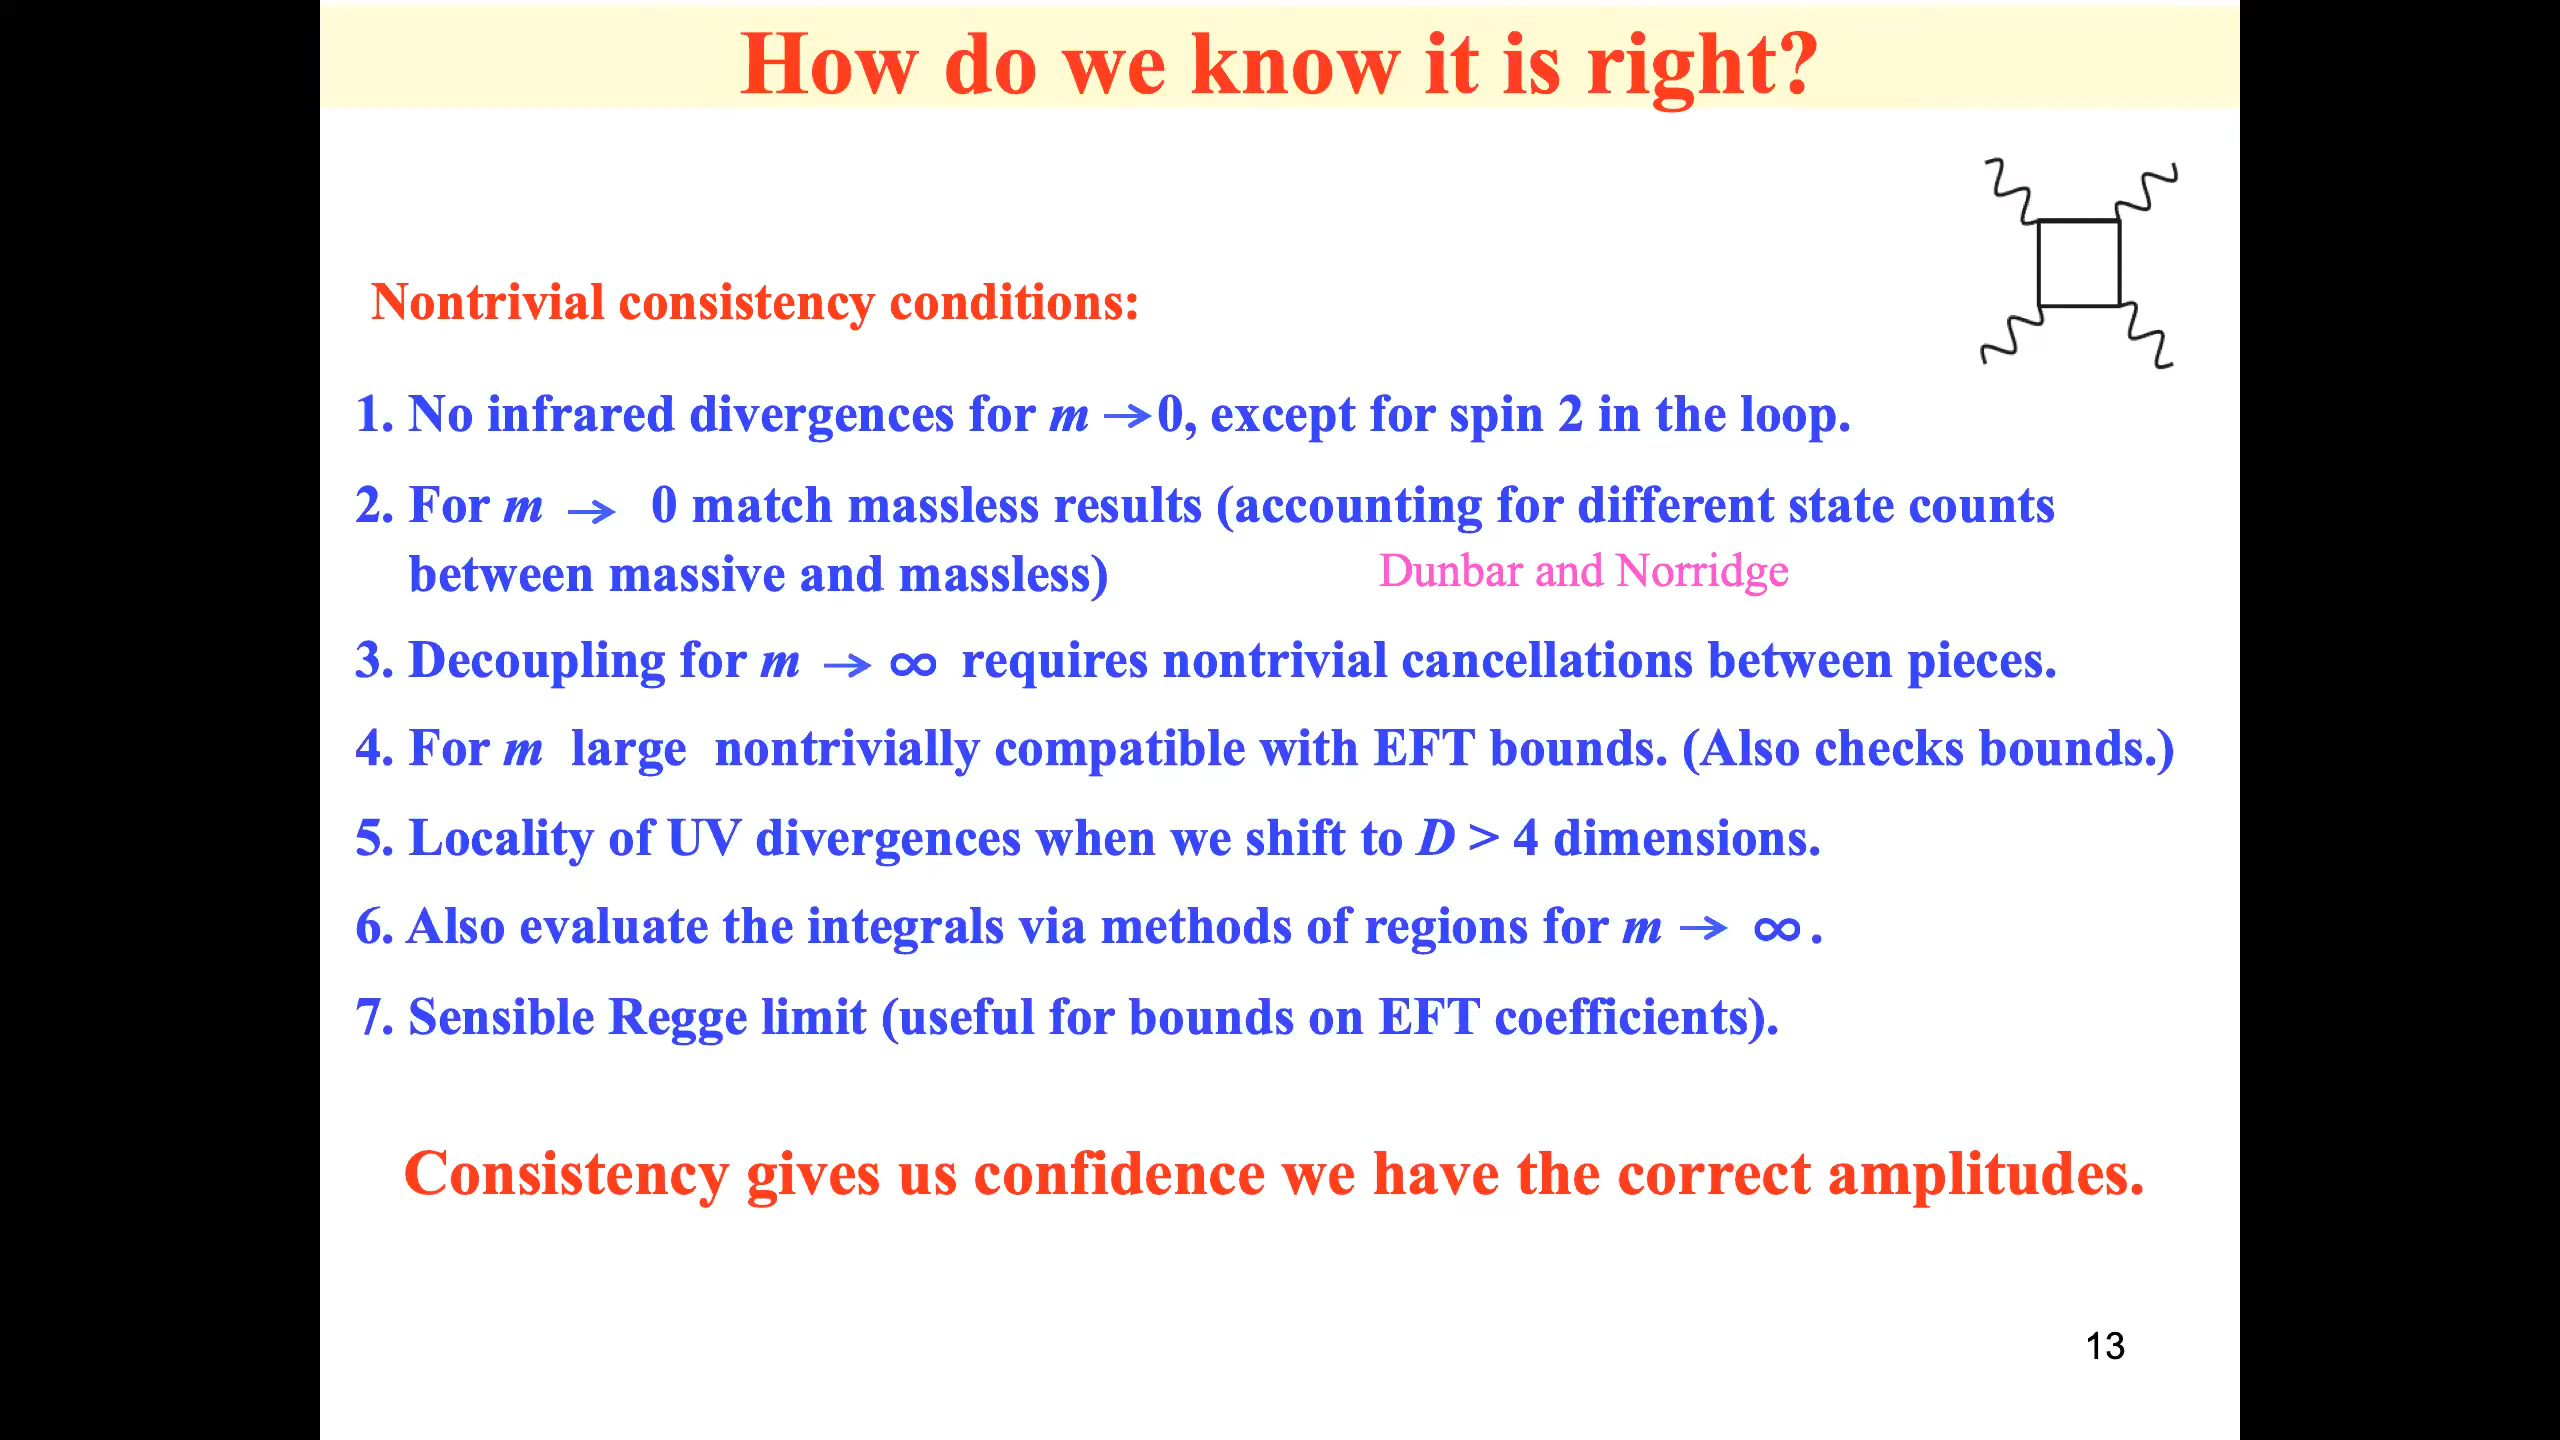 How do we know it is right?
Nontrivial consistency conditions:
1. No infrared divergences for m → 0, except for spin 2 in the loop.
2. For m → 0 match massless results (accounting for different state counts
between massive and massless) Dunbar and Norridge
3. Decoupling for m → ∞ requires nontrivial cancellations between pieces.
4. For m large nontrivially compatible with EFT bounds. (Also checks bounds.)
5. Locality of UV divergences when we shift to D > 4 dimensions.
6. Also evaluate the integrals via methods of regions for m → ∞.
7. Sensible Regge limit (useful for bounds on EFT coefficients).
Consistency gives us confidence we have the correct amplitudes.
13